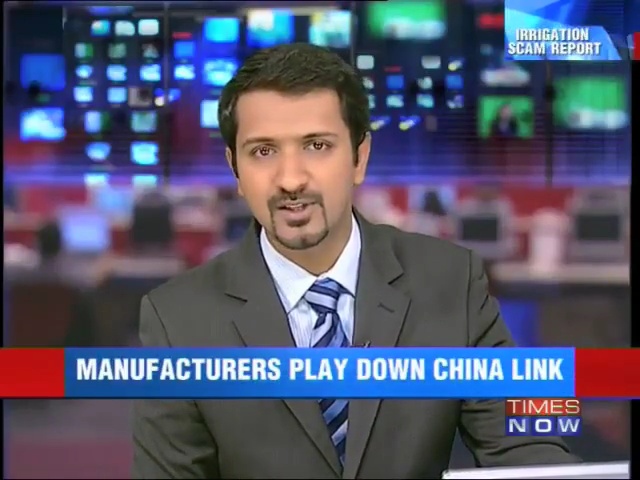 IRRIGATION
SCAM REPORT
MANUFACTURERS PLAY DOWN CHINA LINK
TIMES
NOW